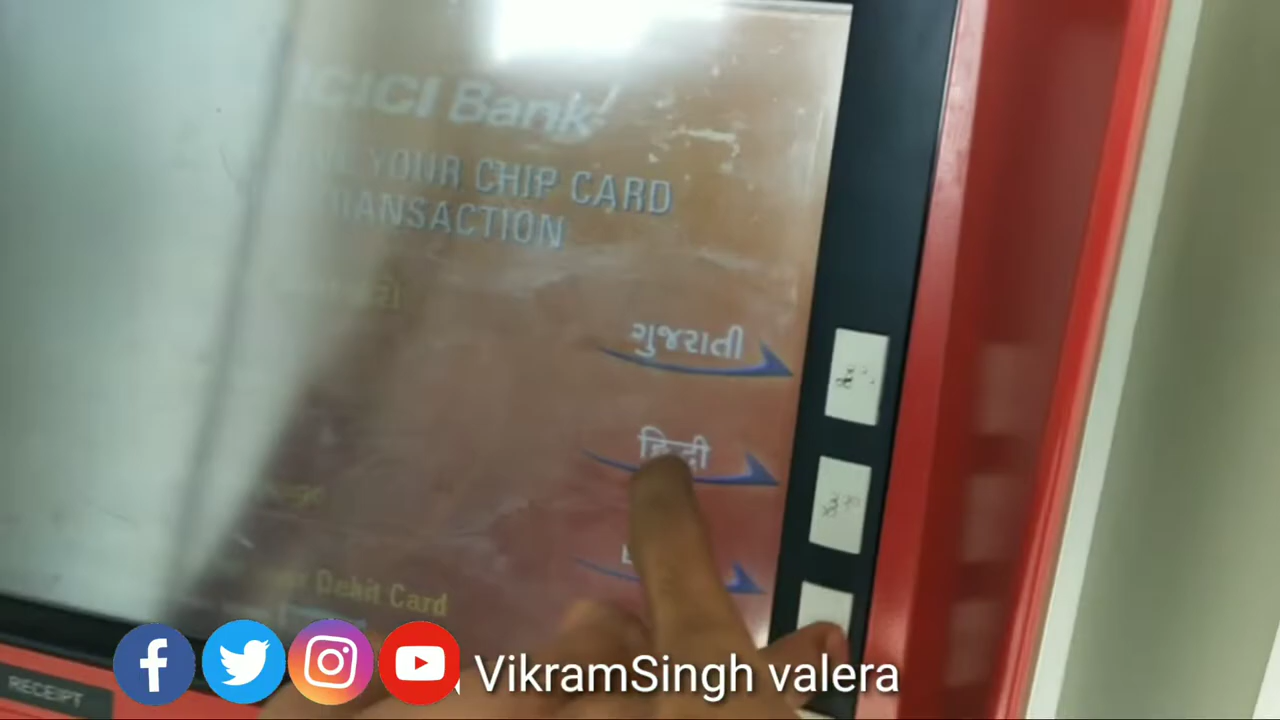 ICICI Bank
YOUR CHIP CARD
TRANSACTION
ગુજરાતી
हिन्दी
Debit Card
RECEIPT
VikramSingh valera